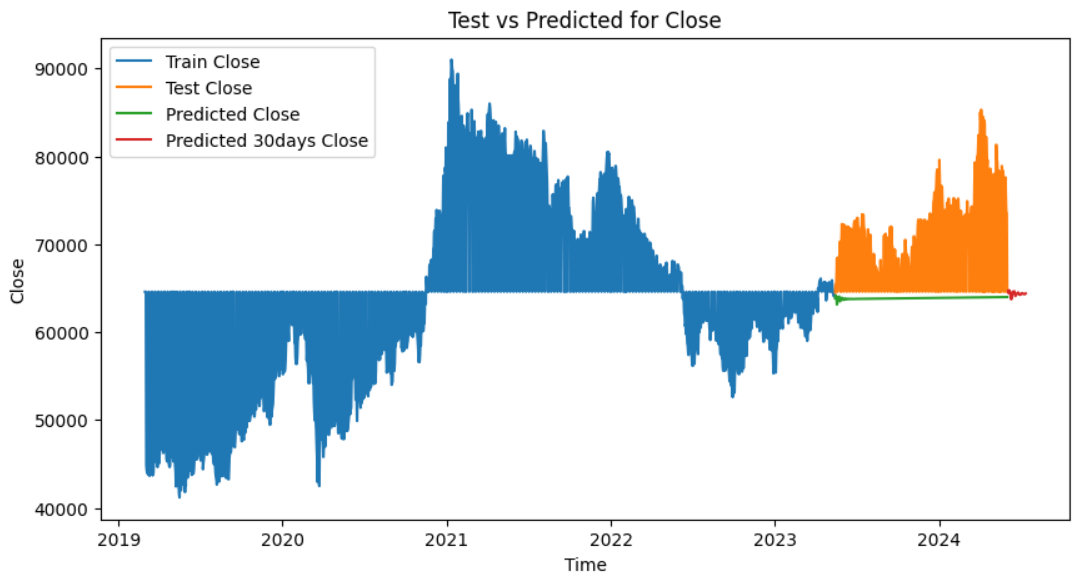 Test vs Predicted for Close
Train Close
Test Close
Predicted Close
Predicted 30days Close
90000
80000
70000
60000
50000
40000
Close
2019 2020 2021 2022 2023 2024
Time